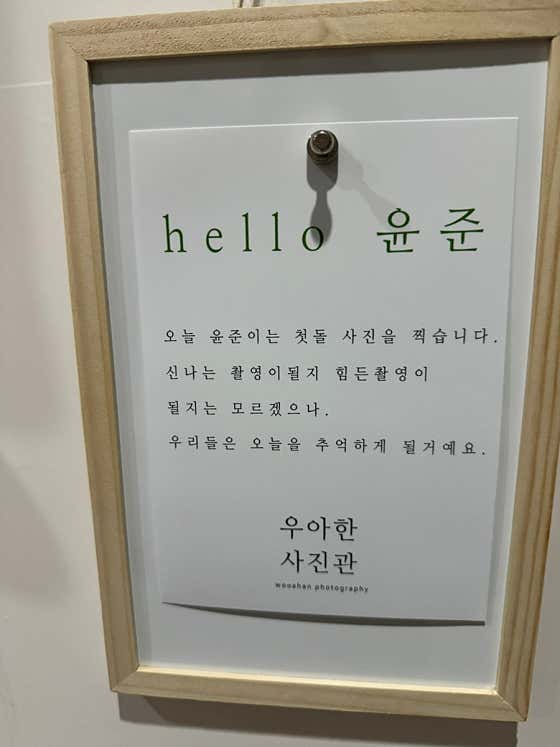 hello 윤준
오늘 윤준이는 첫돌 사진을 찍습니다.
신나는 촬영이될지 힘든촬영이
될지는 모르겠으나.
우리들은 오늘을 추억하게 될거예요.
우아한
사진관
wooahan photography